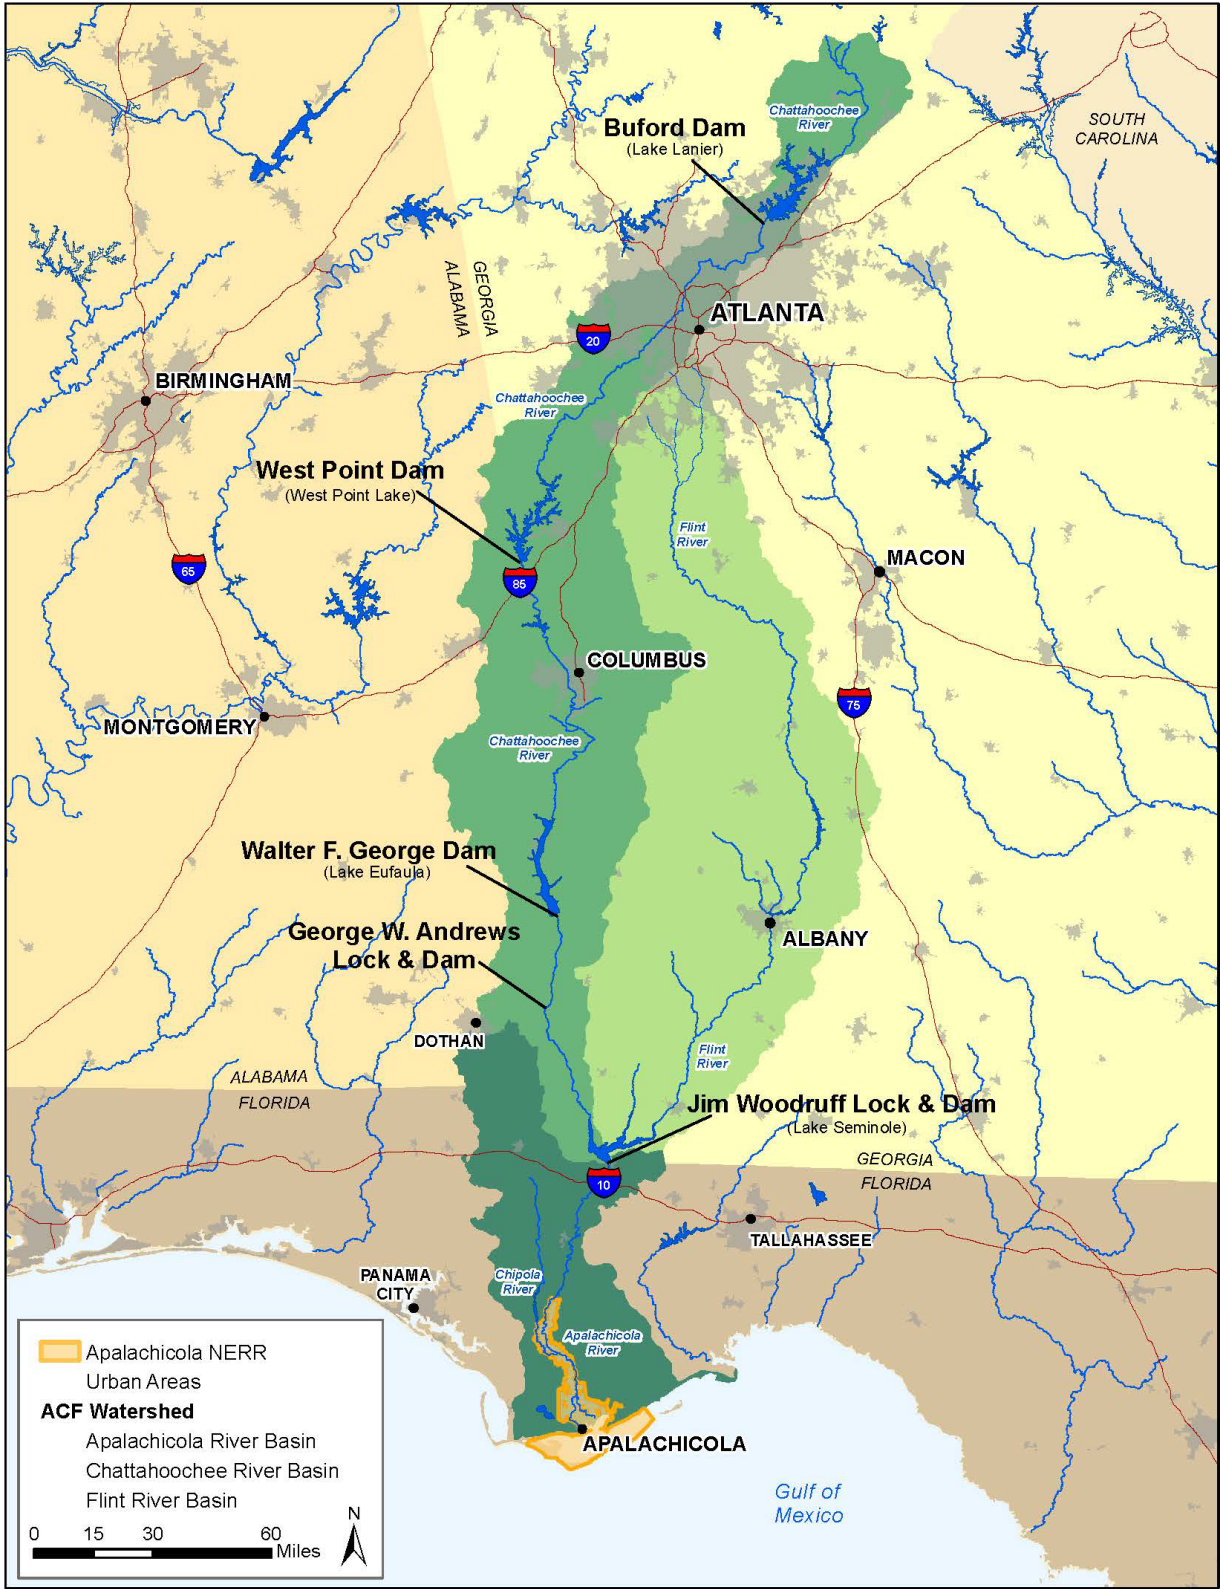 Chattahoochee
River
SOUTH
CAROLINA
Buford Dam
(Lake Lanier)
GEORGIA
ALABAMA
ATLANTA
20
BIRMINGHAM
Chattahoochee
River
West Point Dam
(West Point Lake)
Flint
River
MACON
65
85
COLUMBUS
75
MONTGOMERY
Chattahoochee
River
Walter F. George Dam
(Lake Eufaula)
George W. Andrews
Lock & Dam
ALBANY
DOTHAN
Flint
River
ALABAMA
FLORIDA
Jim Woodruff Lock & Dam
(Lake Seminole)
GEORGIA
FLORIDA
10
TALLAHASSEE
PANAMA
CITY
Chipola
River
Apalachicola
River
APALACHICOLA
Gulf of
Mexico
Apalachicola NERR
Urban Areas
ACF Watershed
Apalachicola River Basin
Chattahoochee River Basin
Flint River Basin
N
0 15 30 60
Miles